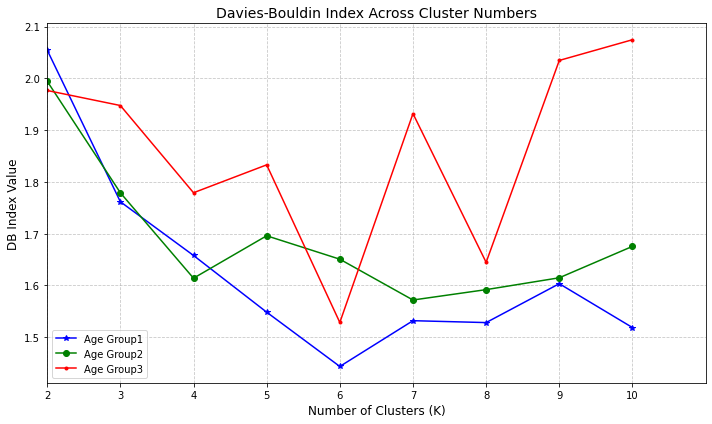 Davies-Bouldin Index Across Cluster Numbers
DB Index Value
2.1
2.0
1.9
1.8
1.7
1.6
1.5
Age Group1
Age Group2
Age Group3
2 3 4 5 6 7 8 9 10
Number of Clusters (K)